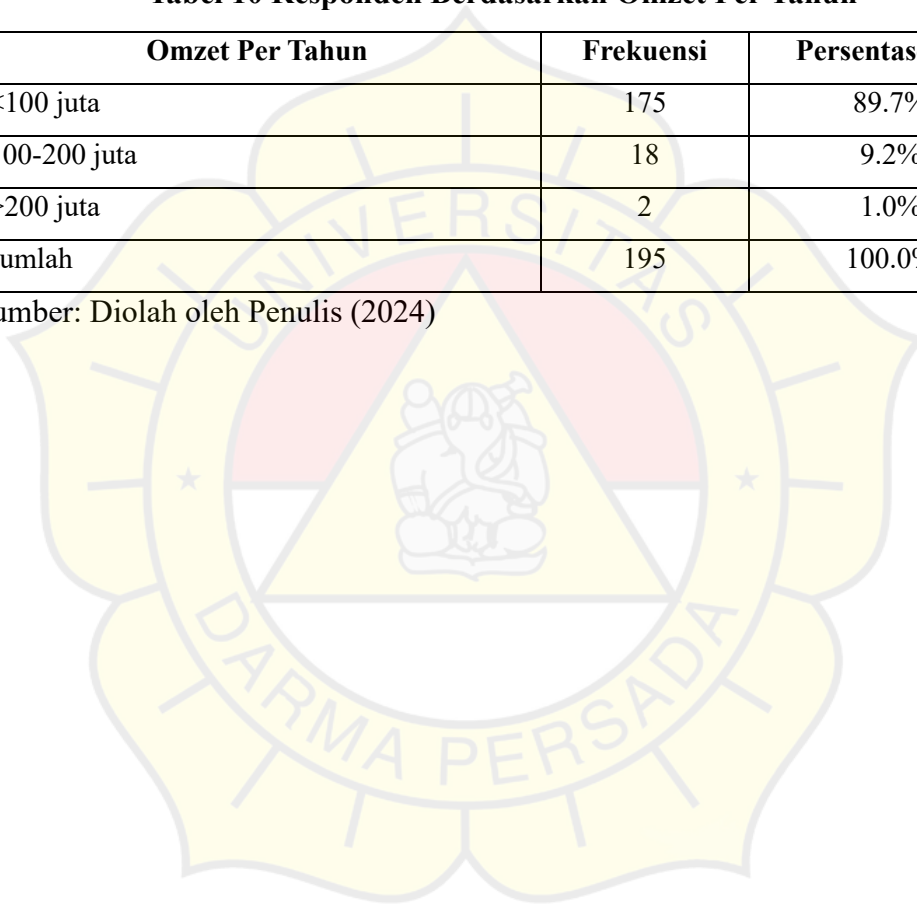 Tabel 10 Responden Berdasarkan Omzet Per Tahun
Omzet Per Tahun Frekuensi Persentas
<100 juta 175 89.7%
00-200 juta 18 9.2%
>200 juta 2 1.0%
umlah 195 100.0%
umber: Diolah oleh Penulis (2024)
UNIVERSITAS
DARMA PERSADA